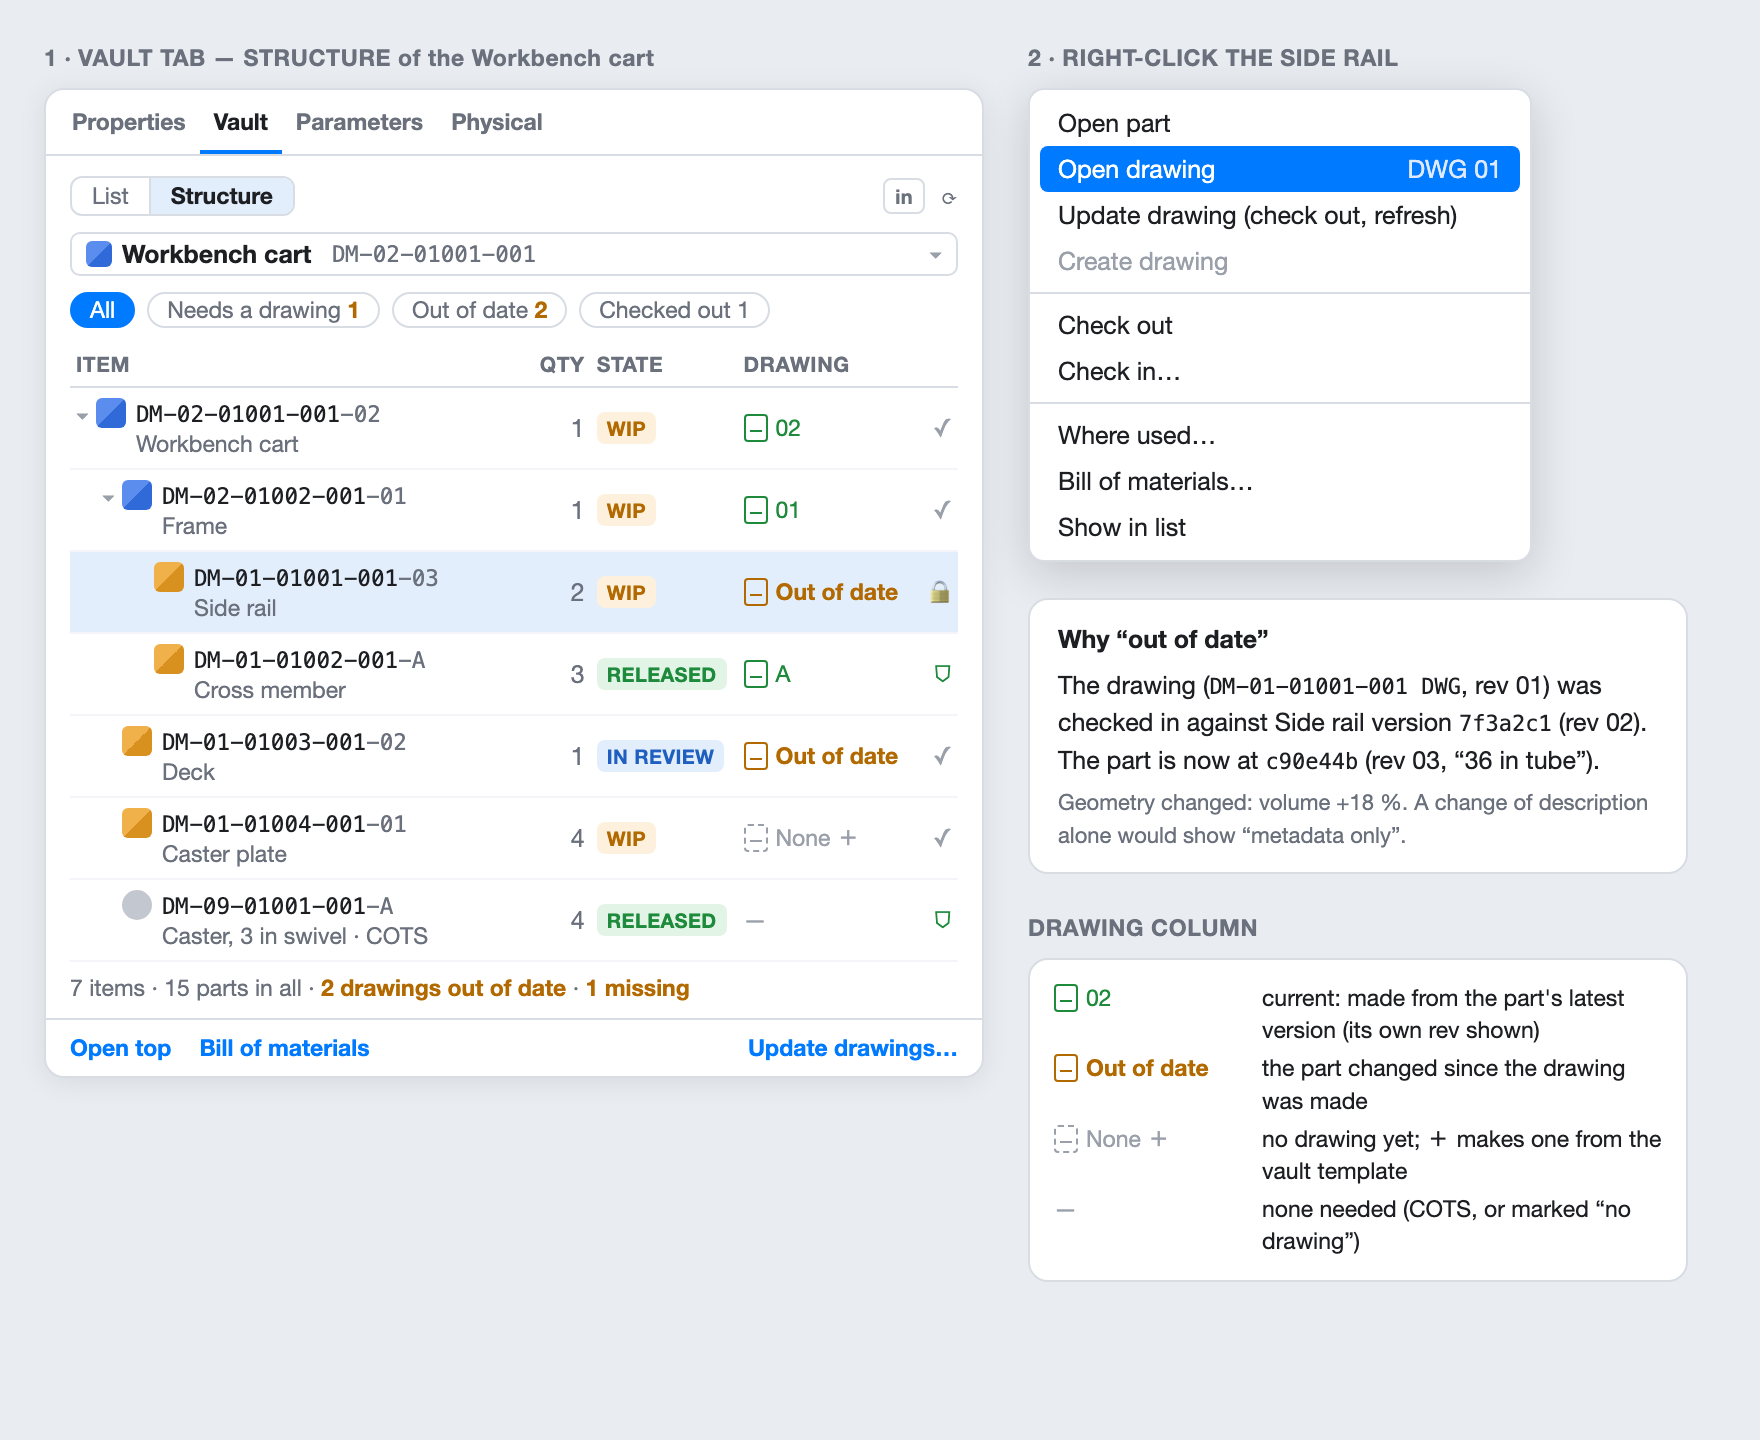 1 · VAULT TAB — STRUCTURE of the Workbench cart
Properties Vault Parameters Physical
List Structure in ⟳
Workbench cart DM-02-01001-001
All Needs a drawing 1 Out of date 2 Checked out 1
ITEM QTY STATE DRAWING
DM-02-01001-001-02 1 WIP 02 ✓
Workbench cart
DM-02-01002-001-01 1 WIP 01 ✓
Frame
DM-01-01001-001-03 2 WIP Out of date 🔒
Side rail
DM-01-01002-001-A 3 RELEASED A
Cross member
DM-01-01003-001-02 1 IN REVIEW Out of date ✓
Deck
DM-01-01004-001-01 4 WIP None + ✓
Caster plate
DM-09-01001-001-A 4 RELEASED —
Caster, 3 in swivel · COTS
7 items · 15 parts in all · 2 drawings out of date · 1 missing
Open top Bill of materials Update drawings…
2 · RIGHT-CLICK THE SIDE RAIL
Open part
Open drawing DWG 01
Update drawing (check out, refresh)
Create drawing
Check out
Check in…
Where used…
Bill of materials…
Show in list
Why “out of date”
The drawing (DM-01-01001-001 DWG, rev 01) was
checked in against Side rail version 7f3a2c1 (rev 02).
The part is now at c90e44b (rev 03, “36 in tube”).
Geometry changed: volume +18 %. A change of description
alone would show “metadata only”.
DRAWING COLUMN
02 current: made from the part's latest
version (its own rev shown)
Out of date the part changed since the drawing
was made
None + no drawing yet; + makes one from the
vault template
— none needed (COTS, or marked “no
drawing”)